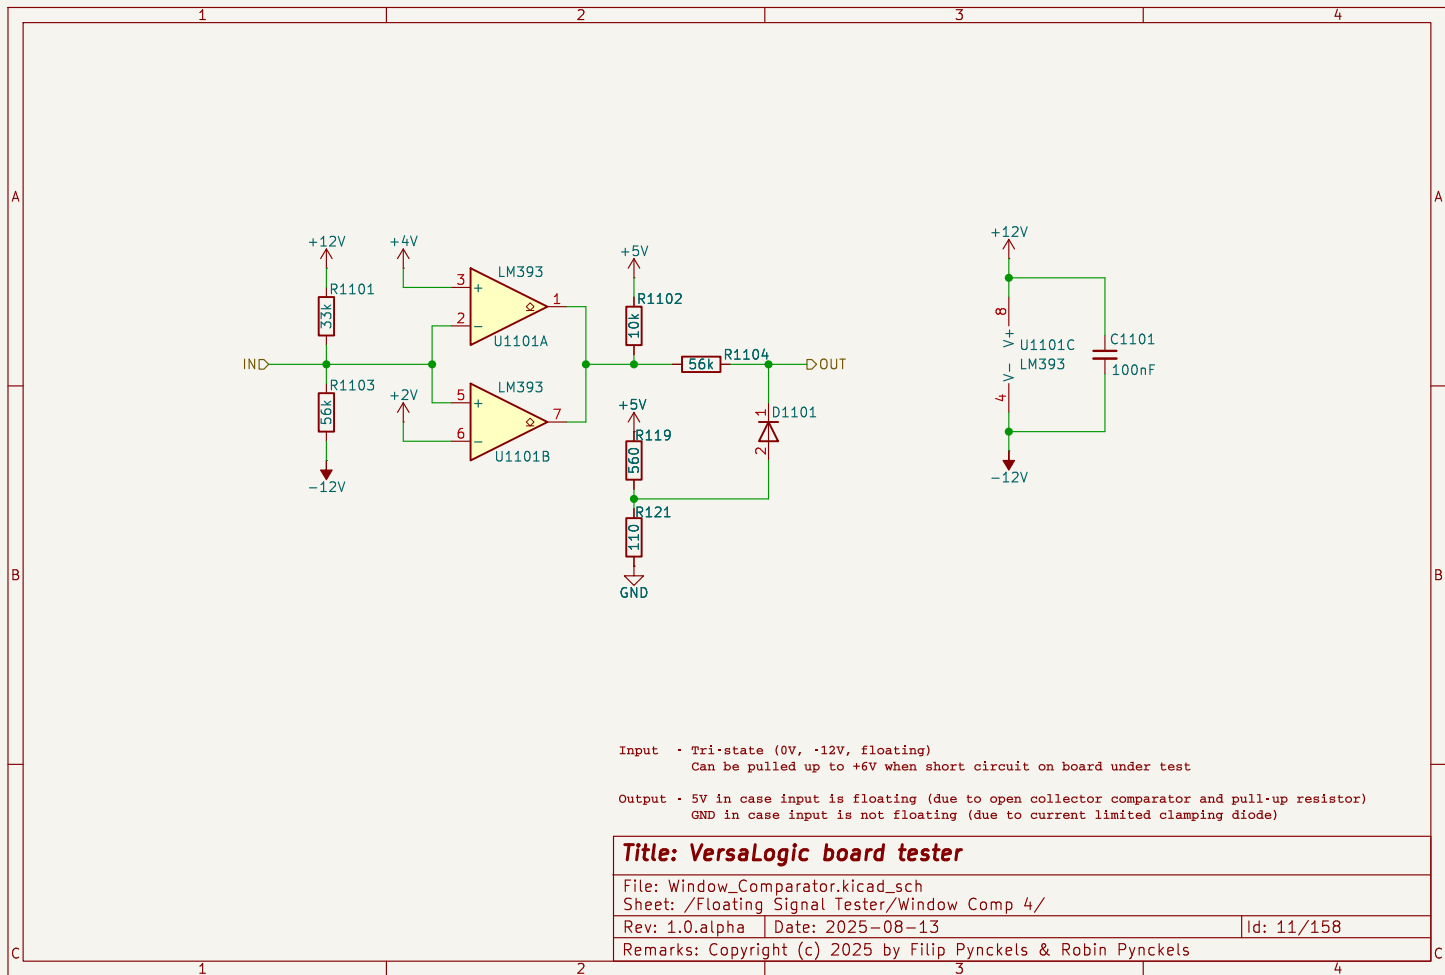 1 2 3 4
A A
+12V
+4V
+5V
+12V
LM393
R1101
33k
3
+
1
R1102
10k
8
2
−
U1101A
V+
U1101C
C1101
IN
R1104
56k
OUT
V−
LM393
100nF
R1103
56k
+2V
LM393
5
+
7
+5V
1
D1101
4
6
−
U1101B
R119
560
2
−12V
−12V
R121
110
B B
GND
Input - Tri-state (0V, -12V, floating)
Can be pulled up to +6V when short circuit on board under test
Output - 5V in case input is floating (due to open collector comparator and pull-up resistor)
GND in case input is not floating (due to current limited clamping diode)
Title: VersaLogic board tester
File: Window_Comparator.kicad_sch
Sheet: /Floating Signal Tester/Window Comp 4/
Rev: 1.0.alpha Date: 2025-08-13 Id: 11/158
Remarks: Copyright (c) 2025 by Filip Pynckels & Robin Pynckels
C C
1 2 3 4